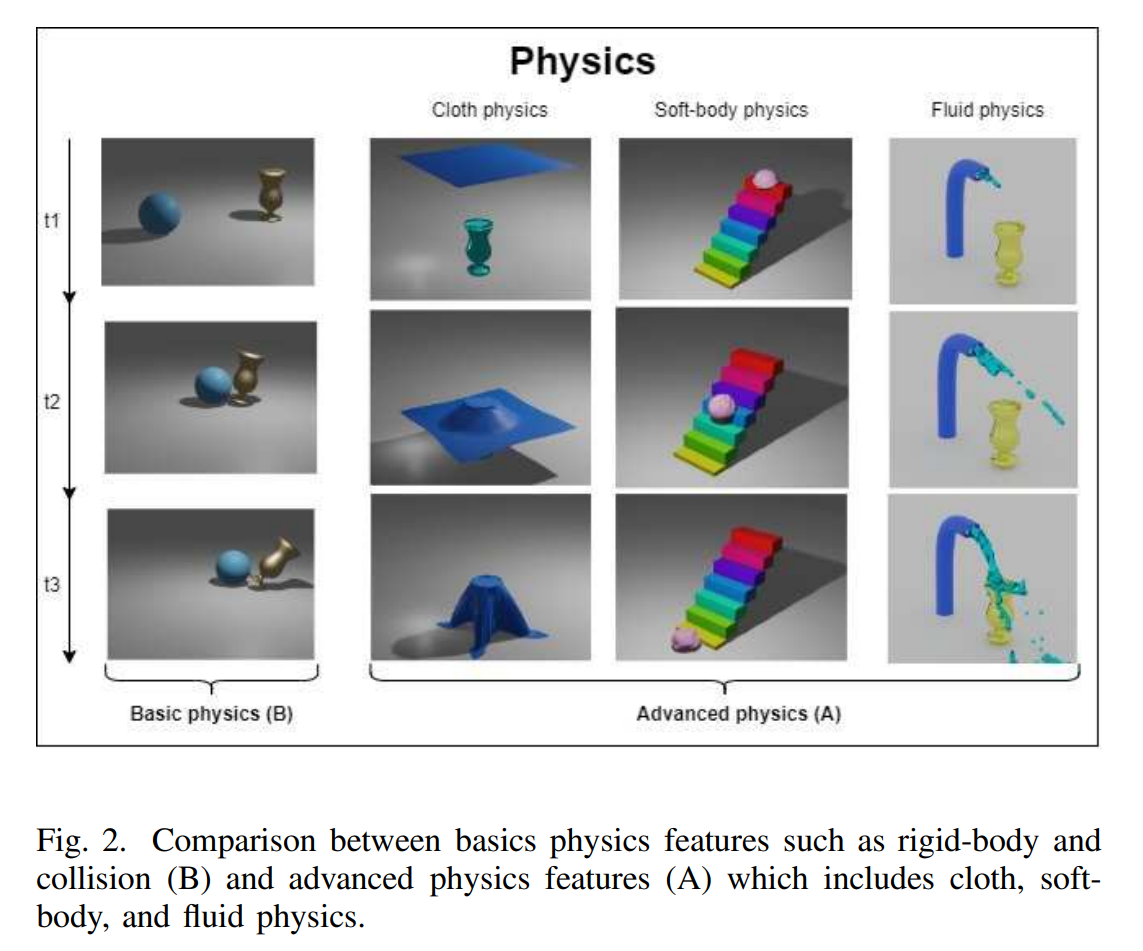 Physics
Cloth physics
Soft-body physics
Fluid physics
t1
t2
t3
Basic physics (B)
Advanced physics (A)
Fig. 2. Comparison between basics physics features such as rigid-body and
collision (B) and advanced physics features (A) which includes cloth, soft-
body, and fluid physics.